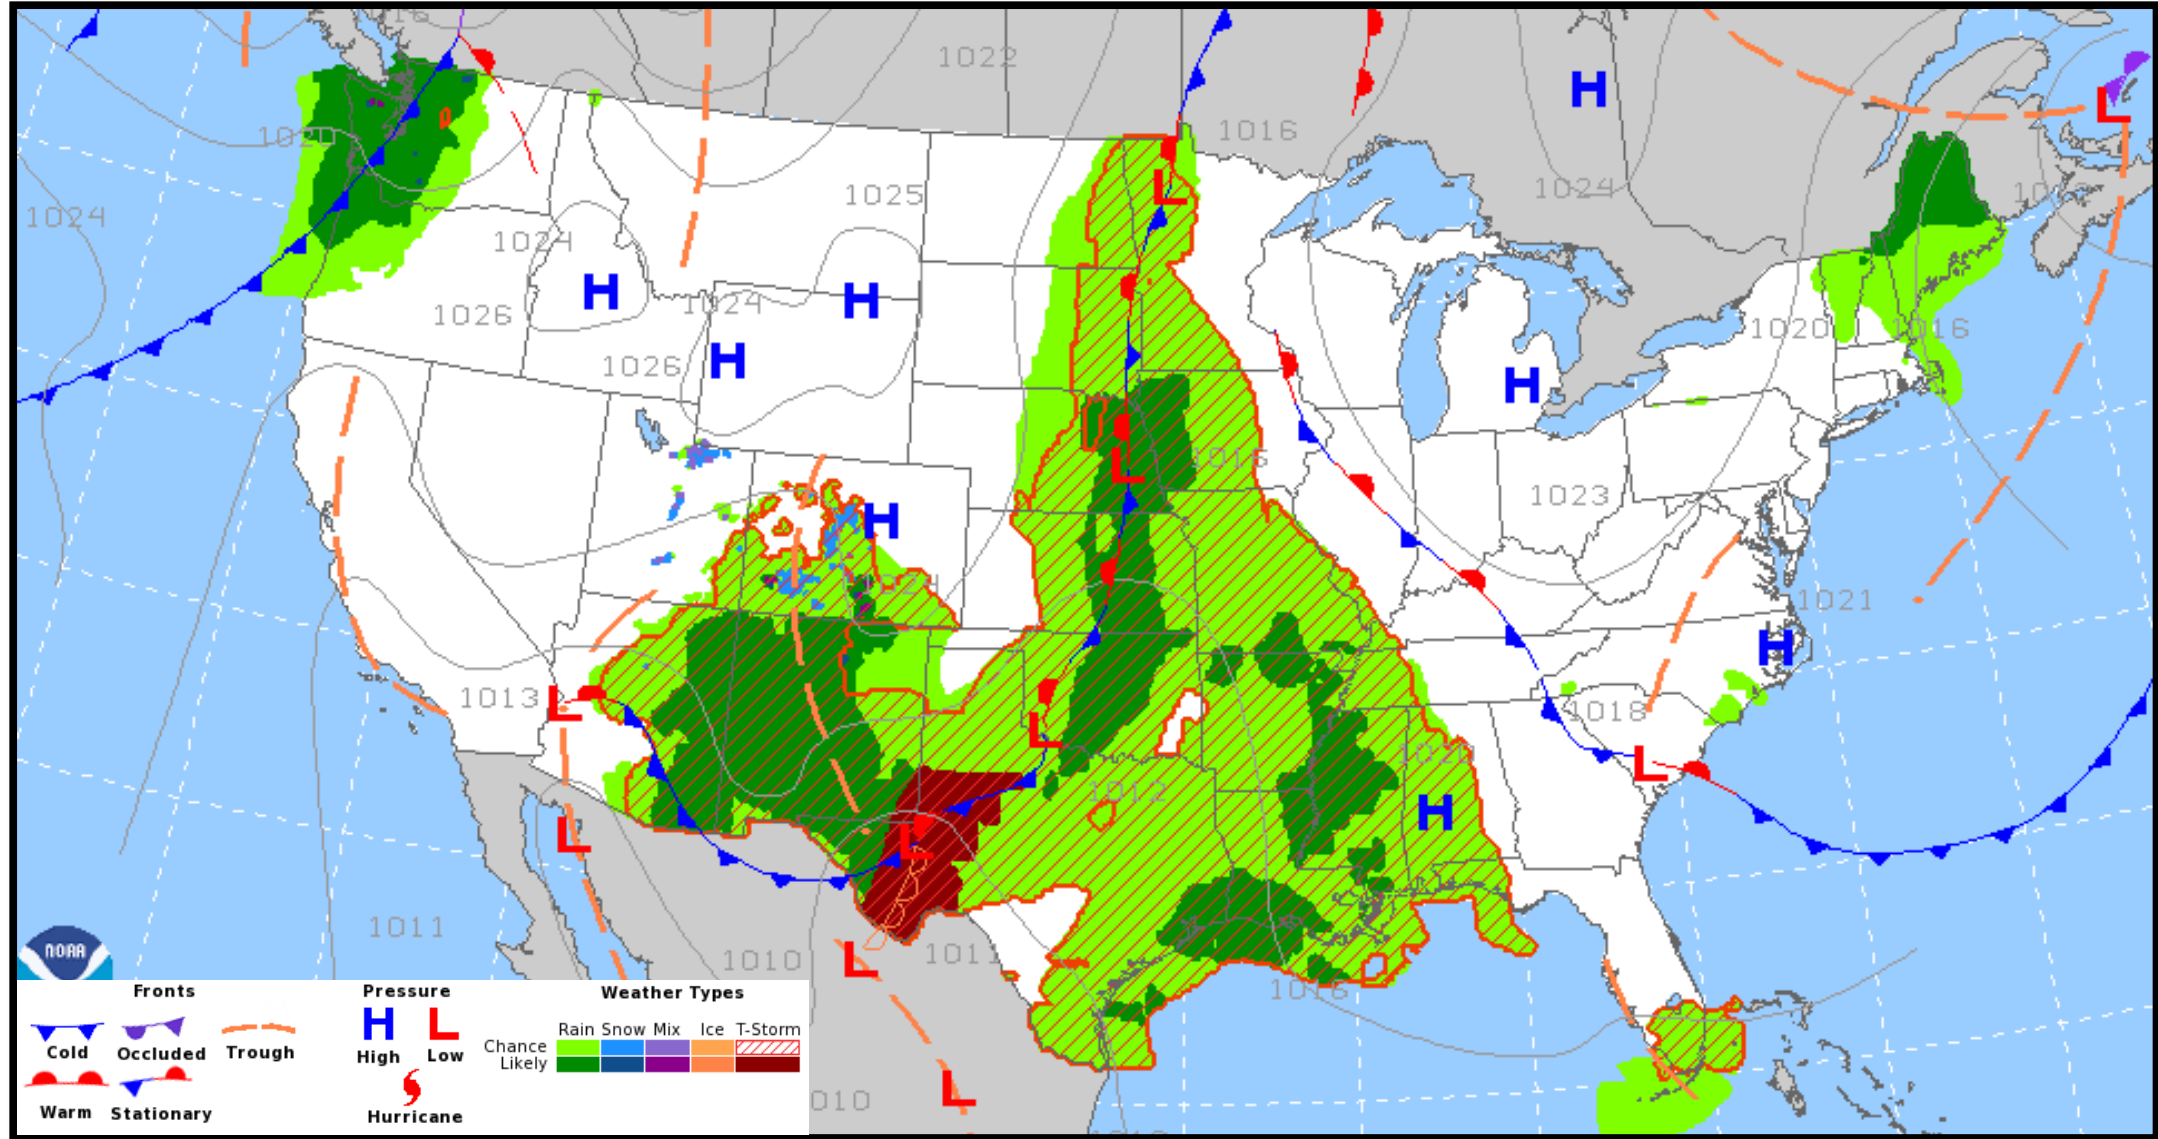 1022
1016
1020
H
1024
1025
1024
L
1024
L
1016
H
1026
1024
H
H
1020
1016
1026
H
H
L
1016
1023
H
1024
1021
H
1013
L
L
1018
L
1020
1012
H
L
L
1011
1010
L
1011
1016
NOAA
010
L
Fronts
Pressure
Weather Types
H
L
Rain Snow Mix Ice T-Storm
Cold
Occluded
Trough
High
Low
Chance
Likely
Warm
Stationary
Hurricane